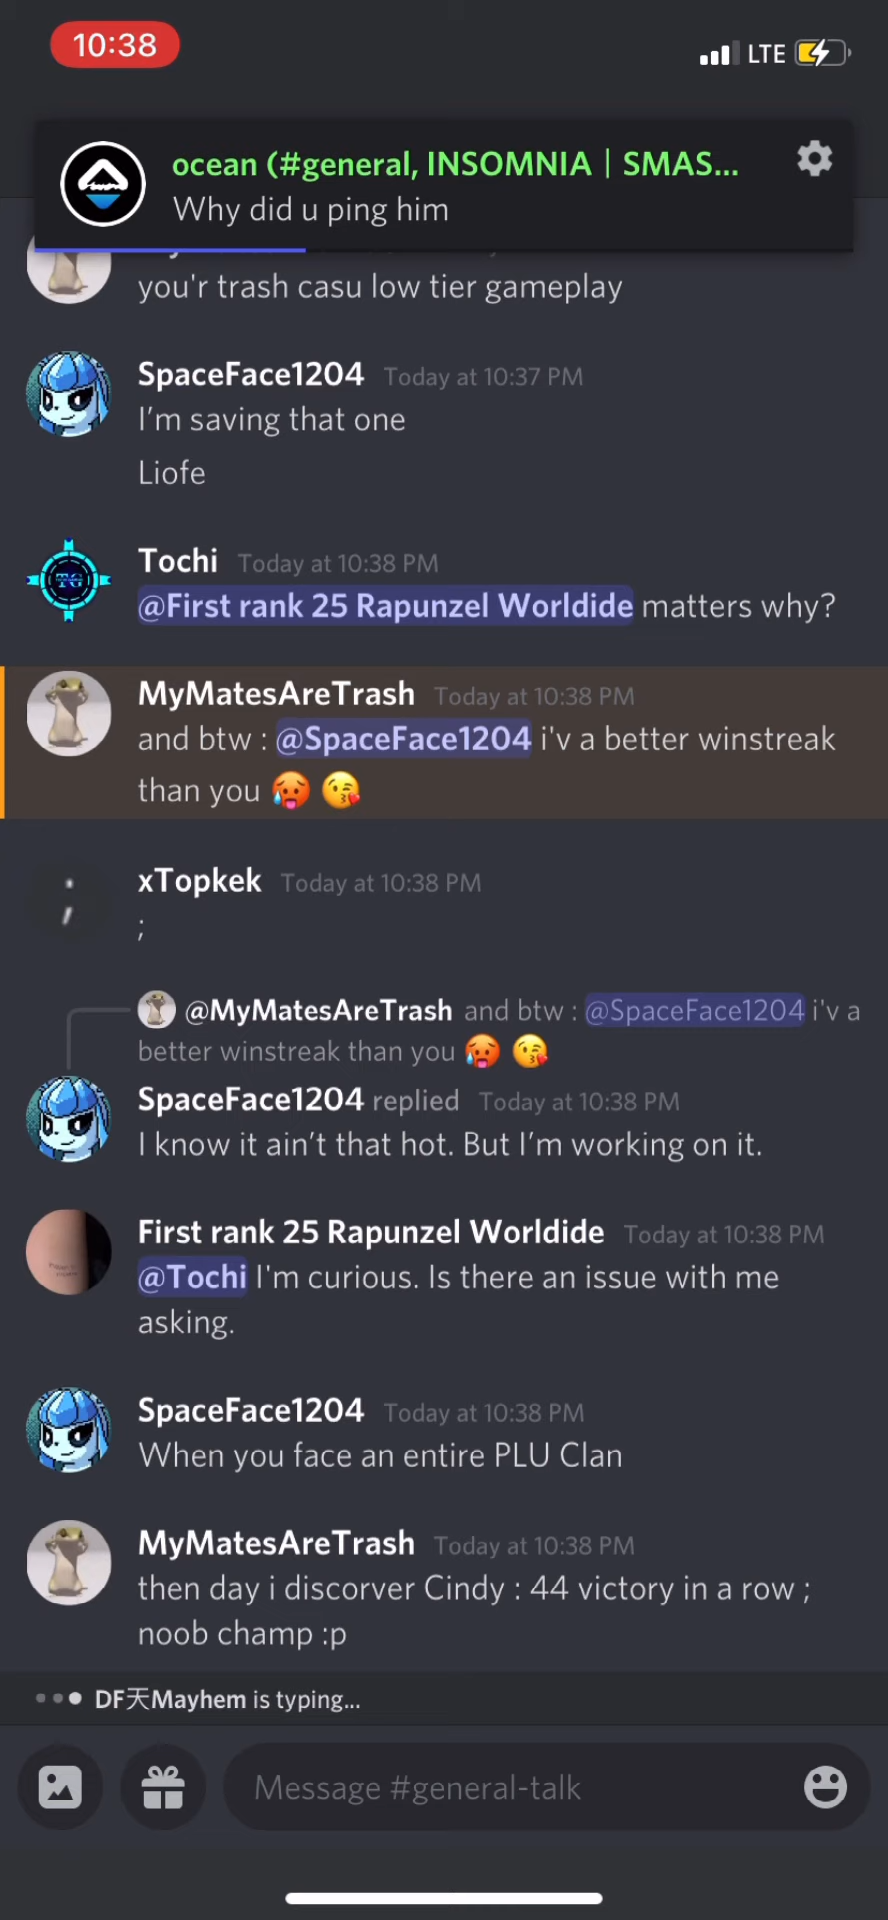 10:38
LTE
ocean (#general, INSOMNIA | SMAS...
Why did u ping him
you'r trash casu low tier gameplay
SpaceFace1204 Today at 10:37 PM
I'm saving that one
Liofe
Tochi Today at 10:38 PM
TG
@First rank 25 Rapunzel Worldide matters why?
MyMatesAreTrash Today at 10:38 PM
and btw : @SpaceFace1204 i'v a better winstreak
than you 🥵 😘
xTopkek Today at 10:38 PM
;
;
@MyMatesAreTrash and btw : @SpaceFace1204 i'v a
better winstreak than you 🥵 😘
SpaceFace1204 replied Today at 10:38 PM
I know it ain't that hot. But I'm working on it.
First rank 25 Rapunzel Worldide Today at 10:38 PM
@Tochi I'm curious. Is there an issue with me
asking.
SpaceFace1204 Today at 10:38 PM
When you face an entire PLU Clan
MyMatesAreTrash Today at 10:38 PM
then day i discorver Cindy : 44 victory in a row ;
noob champ :p
DF天Mayhem is typing...
Message #general-talk